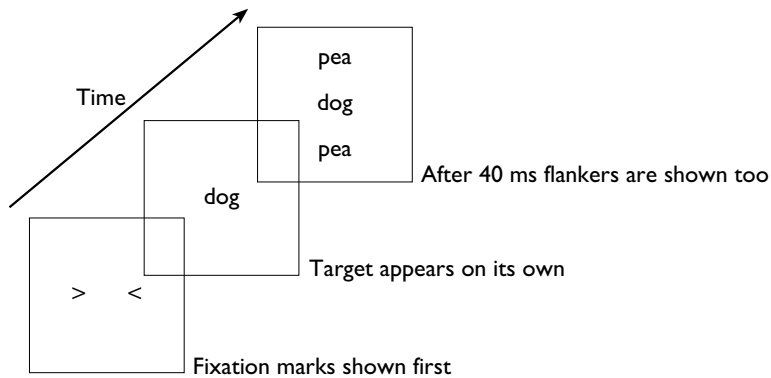 Time
pea
dog
pea
After 40 ms flankers are shown too
dog
Target appears on its own
> <
Fixation marks shown first